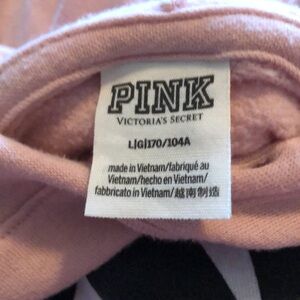 PINK
VICTORIA'S SECRET
L|G|170/104A
made in Vietnam/fabriqué au
Vietnam/hecho en Vietnam/
fabbricato in Vietnam/越南制造